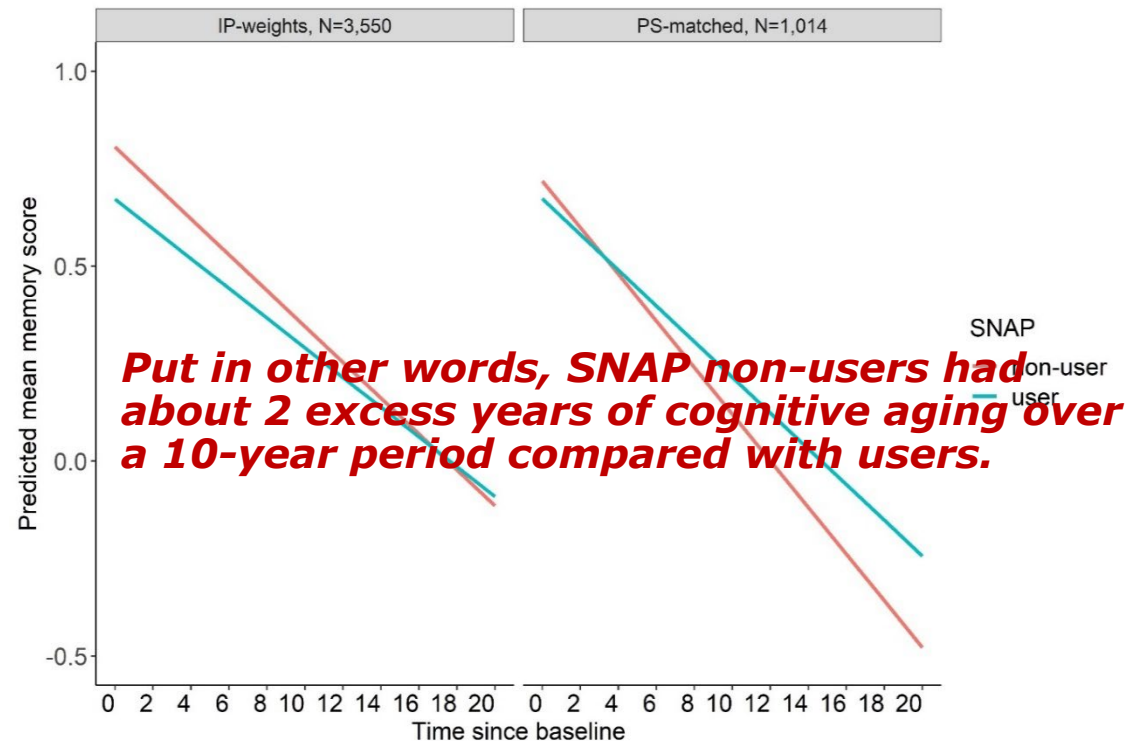 IP-weights, N=3,550
PS-matched, N=1,014
Predicted mean memory score
1.0
0.5
0.0
-0.5
Put in other words, SNAP non-users had
about 2 excess years of cognitive aging over
a 10-year period compared with users.
SNAP
non-user
user
0 2 4 6 8 10 12 14 16 18 20
0 2 4 6 8 10 12 14 16 18 20
Time since baseline